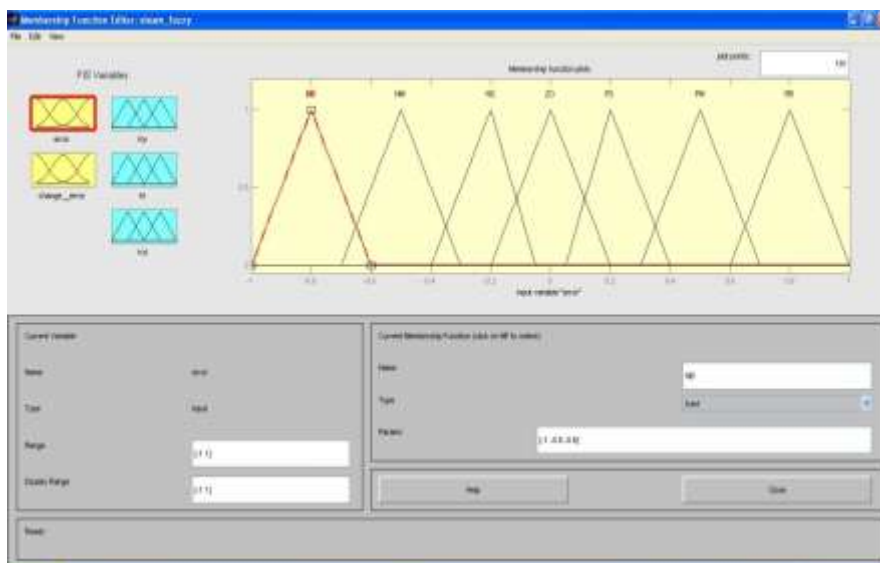 Membership Function Editor: steam_fuzzy
File Edit View
FIS Variables
Membership function plots
plot points:
error
kp
change_error
ki
kd
NB NM NS ZO PS PM PB
1
0.5
0
-1 -0.8 -0.6 -0.4 -0.2 0 0.2 0.4 0.6 0.8 1
input variable "error"
Current Variable
Name error
Type input
Range [-1 1]
Display Range [-1 1]
Current Membership Function (click on MF to select)
Name NB
Type trimf
Params [-1 -0.8 -0.6]
Help Close
Ready